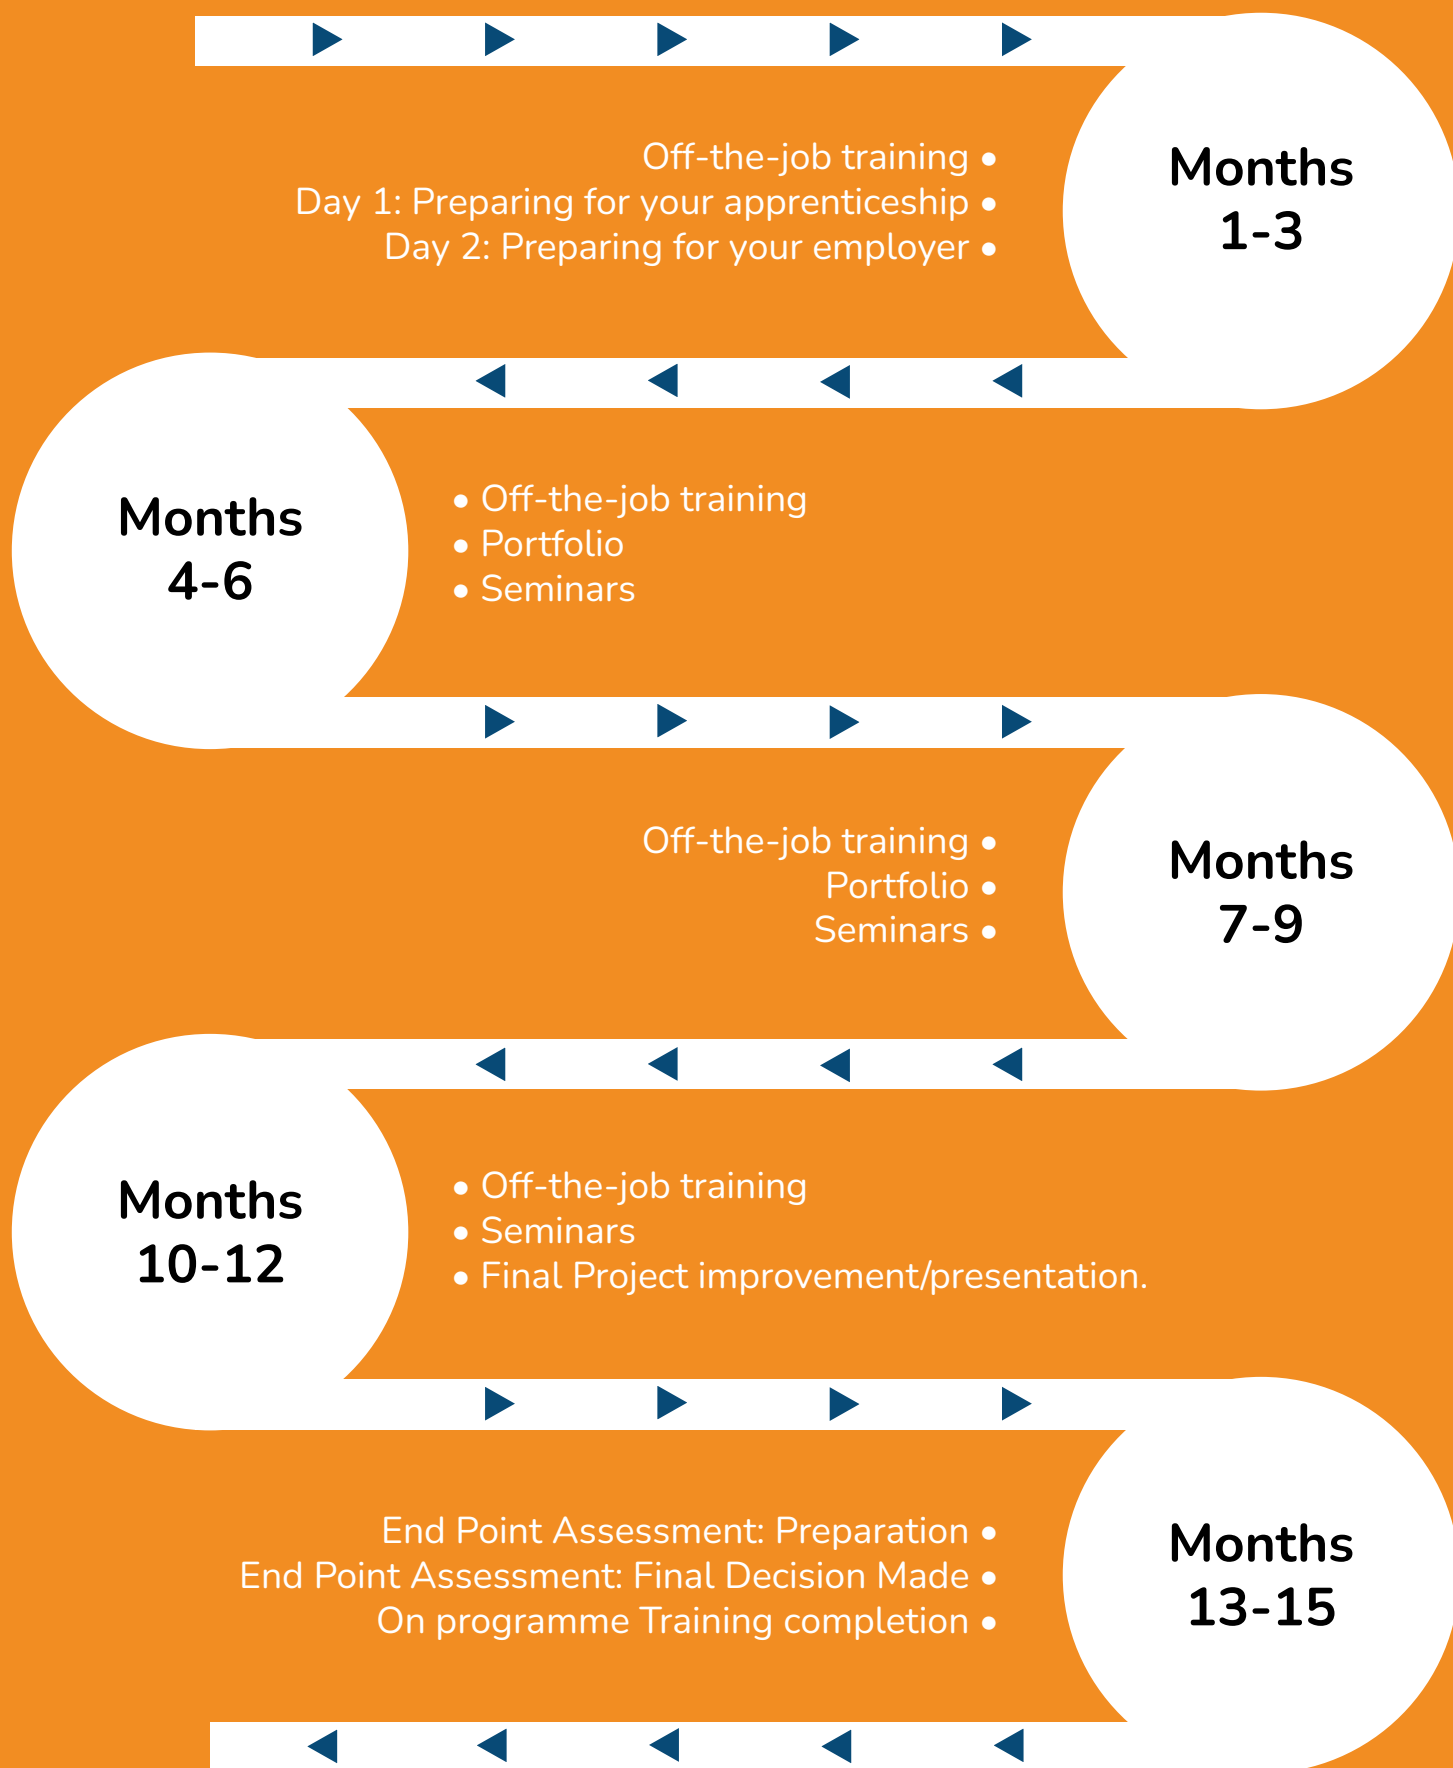 Off-the-job training •
Day 1: Preparing for your apprenticeship •
Day 2: Preparing for your employer •
Months
1-3
Months
4-6
• Off-the-job training
• Portfolio
• Seminars
Off-the-job training •
Portfolio •
Seminars •
Months
7-9
Months
10-12
• Off-the-job training
• Seminars
• Final Project improvement/presentation.
End Point Assessment: Preparation •
End Point Assessment: Final Decision Made •
On programme Training completion •
Months
13-15